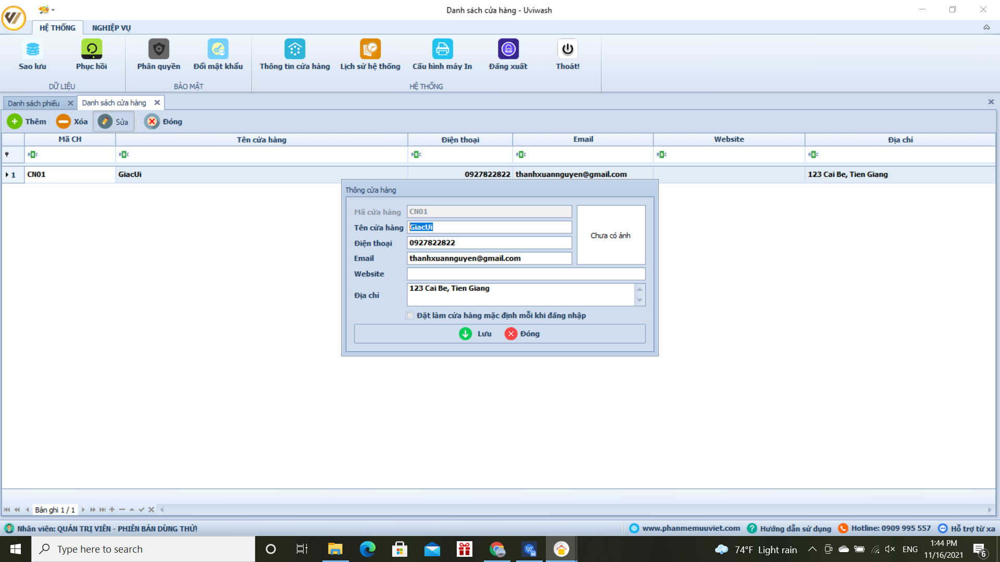 Danh sách cửa hàng - Uviwash
HỆ THỐNG NGHIỆP VỤ
Sao lưu Phục hồi Phân quyền Đổi mật khẩu Thông tin cửa hàng Lịch sử hệ thống Cấu hình máy In Đăng xuất Thoát!
DỮ LIỆU BẢO MẬT HỆ THỐNG
Danh sách phiếu Danh sách cửa hàng
Thêm Xóa Sửa Đóng
Mã CH Tên cửa hàng Điện thoại Email Website Địa chỉ
ABC ABC ABC ABC ABC ABC
1 CN01 GiacUi 0927822822 thanhxuannguyen@gmail.com 123 Cai Be, Tien Giang
Thông cửa hàng
Mã cửa hàng CN01
Tên cửa hàng GiacUi
Điện thoại 0927822822
Chưa có ảnh
Email thanhxuannguyen@gmail.com
Website
Địa chỉ 123 Cai Be, Tien Giang
Đặt làm cửa hàng mặc định mỗi khi đăng nhập
Lưu Đóng
Bản ghi 1 / 1
Nhân viên: QUẢN TRỊ VIÊN - PHIÊN BẢN DÙNG THỬ! www.phanmemuuviet.com Hướng dẫn sử dụng Hotline: 0909 995 557 Hỗ trợ từ xa
Type here to search 74°F Light rain ENG 1:44 PM
11/16/2021 6